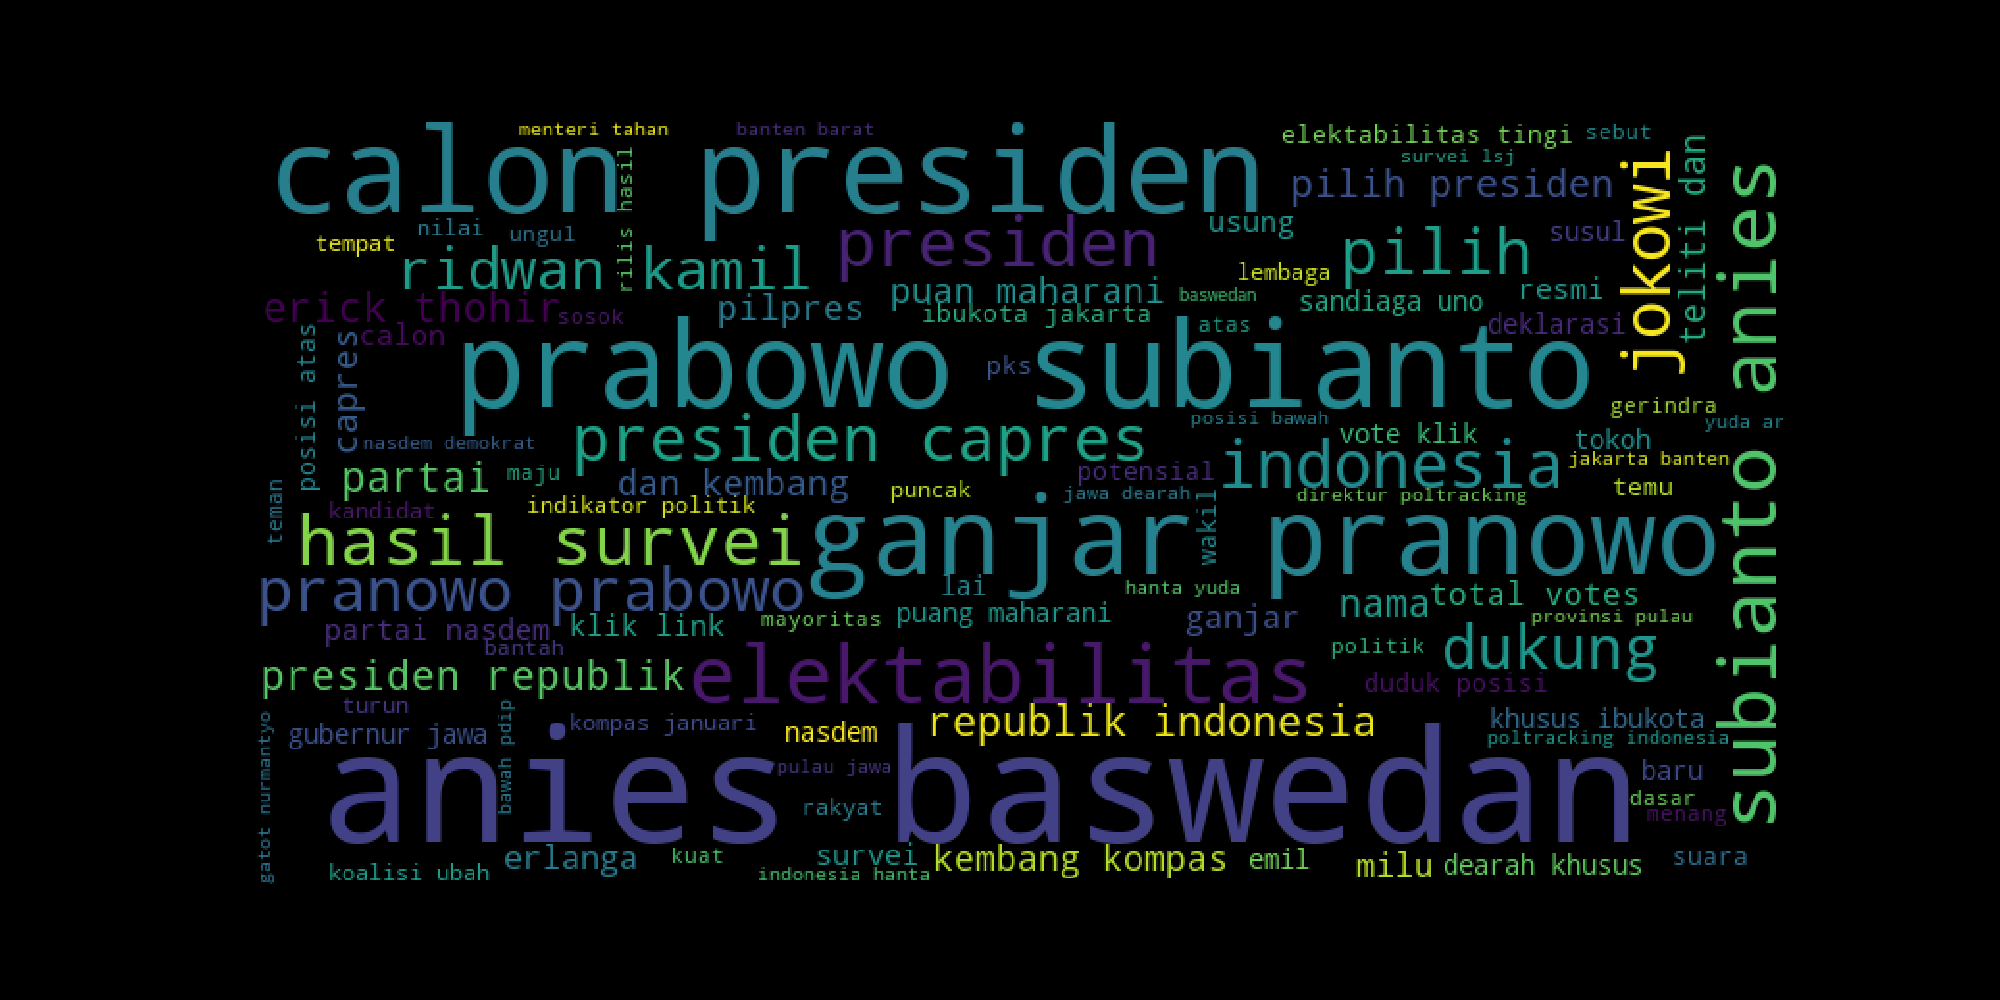 menteri tahan
banten barat
elektabilitas tingi
sebut
calon presiden
rilis hasil
survei lsj
pilih presiden
jokowi
teliti dan
subianto anies
tempat
nilai
ungul
presiden
usung
pilih
susul
ridwan kamil
lembaga
puan maharani
baswedan
sandiaga uno
resmi
erick thohir
sosok
pilpres
ibukota jakarta
atas
deklarasi
calon
posisi atas
capres
prabowo subianto
pks
gerindra
posisi bawah
yuda ar
nasdem demokrat
presiden capres
vote klik
tokoh
partai
maju
dan kembang
potensial
indonesia
jakarta banten
teman
kandidat
indikator politik
puncak
jawa dearah
direktur poltracking
temu
hasil survei
ganjar pranowo
wakil
pranowo prabowo
lai
hanta yuda
nama
total votes
partai nasdem
klik link
mayoritas
puang maharani
ganjar
provinsi pulau
bantah
politik
dukung
presiden republik
elektabilitas
duduk posisi
turun
bawah pdip
kompas januari
republik indonesia
khusus ibukota
gatot nurmantyo
gubernur jawa
nasdem
poltracking indonesia
anies baswedan
pulau jawa
baru
rakyat
dasar
menang
koalisi ubah
erlanga
kuat
survei
kembang kompas
emil
milu
dearah khusus
suara
indonesia hanta